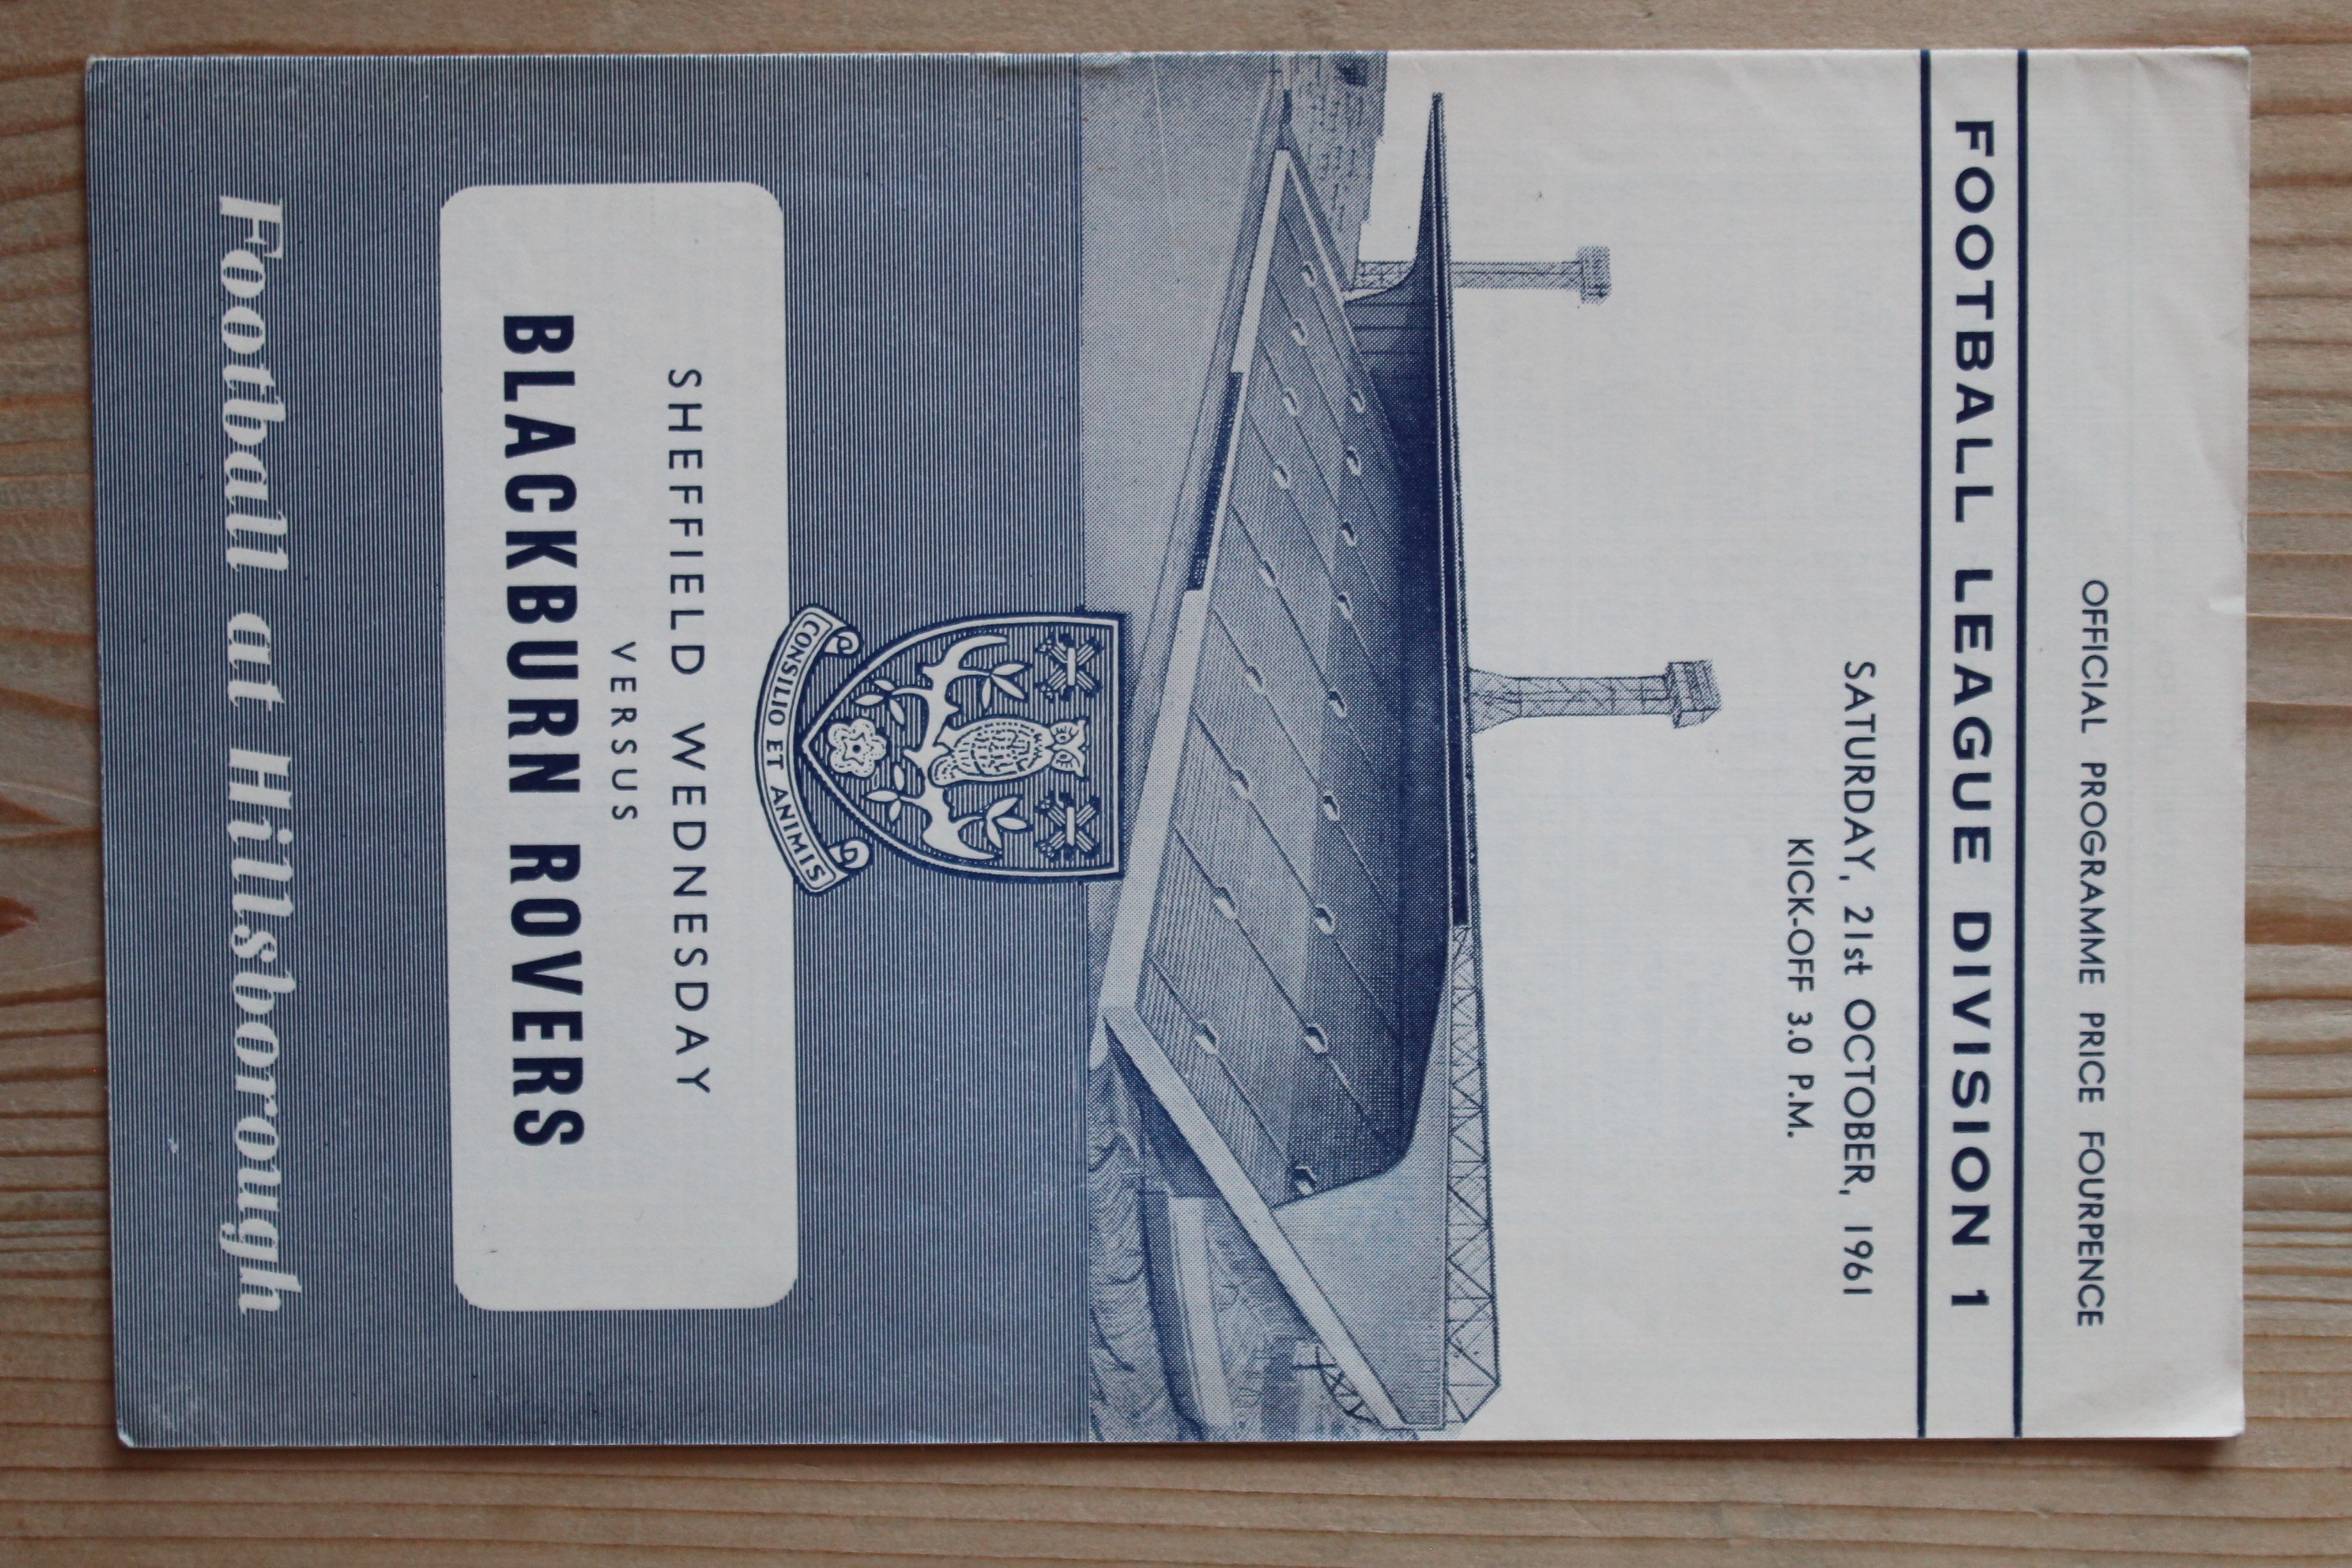 OFFICIAL PROGRAMME PRICE FOURPENCE
FOOTBALL LEAGUE DIVISION 1
SATURDAY, 21st OCTOBER, 1961
KICK-OFF 3.0 P.M.
CONSILIO ET ANIMIS
SHEFFIELD WEDNESDAY
VERSUS
BLACKBURN ROVERS
Football at Hillsborough